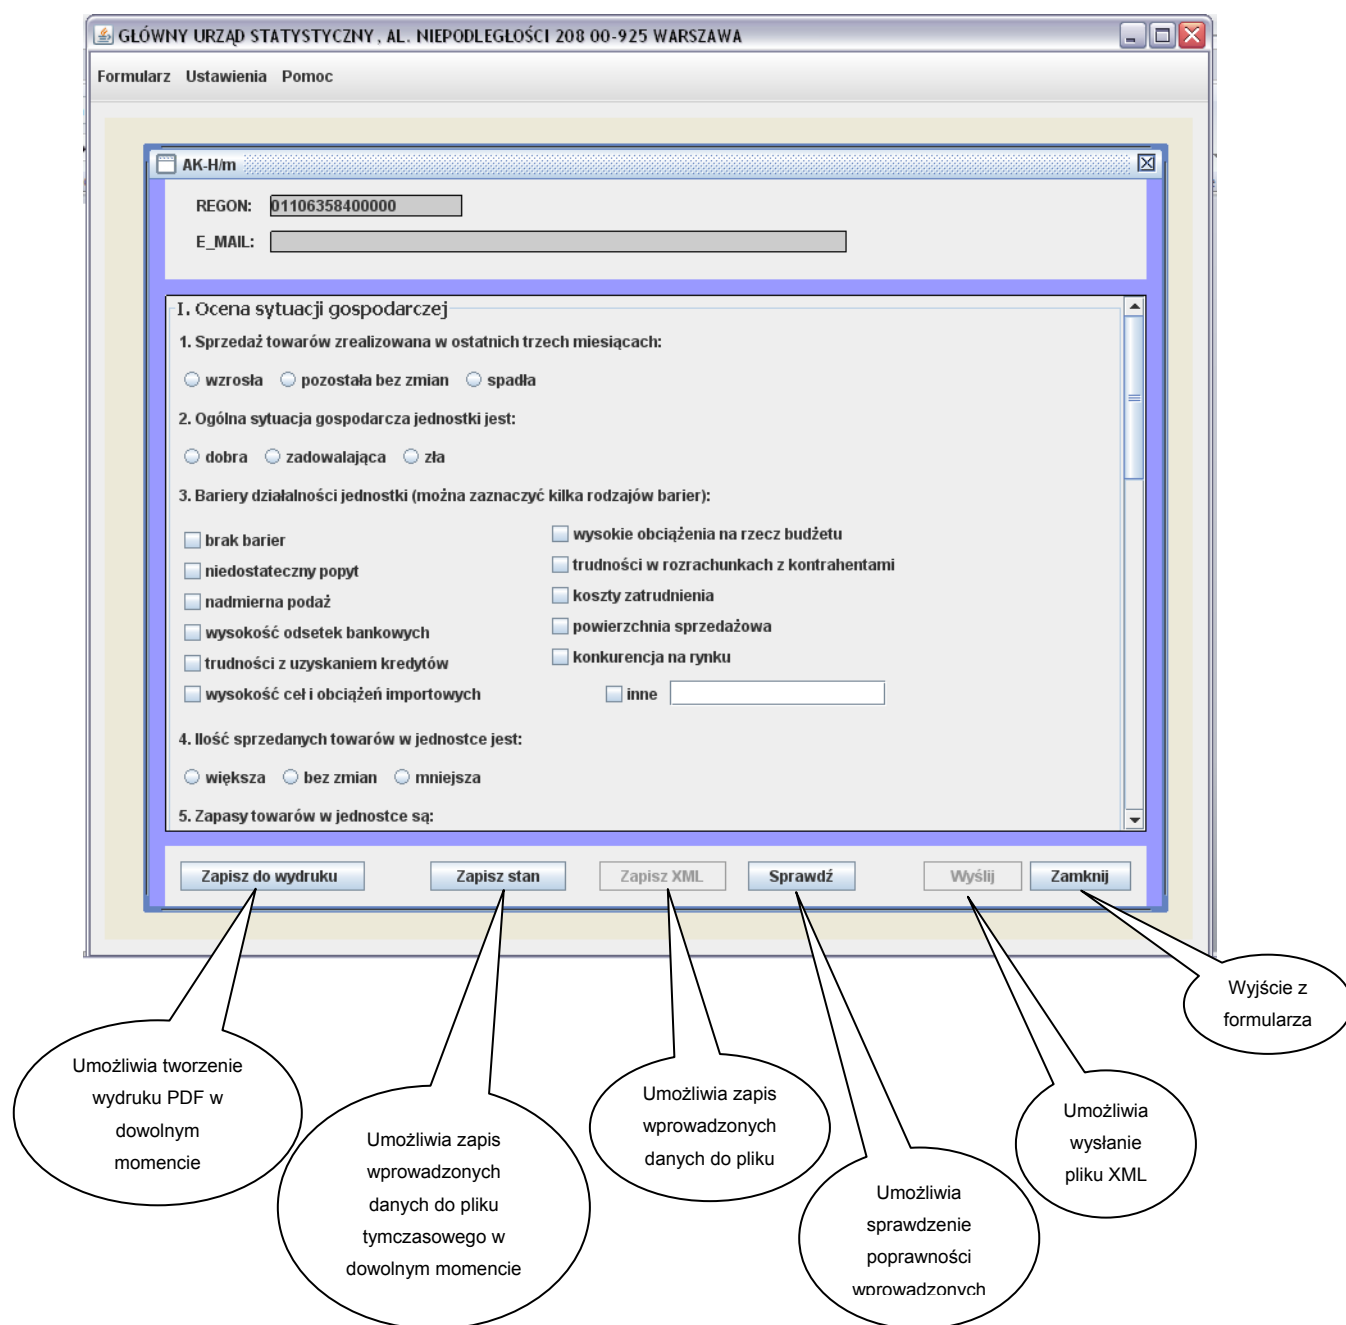 GŁÓWNY URZĄD STATYSTYCZNY, AL. NIEPODLEGŁOŚCI 208 00-925 WARSZAWA
Formularz Ustawienia Pomoc
AK-H/m
REGON: 01106358400000
E_MAIL:
I. Ocena sytuacji gospodarczej
1. Sprzedaż towarów zrealizowana w ostatnich trzech miesiącach:
wzrosła pozostała bez zmian spadła
2. Ogólna sytuacja gospodarcza jednostki jest:
dobra zadowalająca zła
3. Bariery działalności jednostki (można zaznaczyć kilka rodzajów barier):
brak barier
niedostateczny popyt
nadmierna podaż
wysokość odsetek bankowych
trudności z uzyskaniem kredytów
wysokość ceł i obciążeń importowych
wysokie obciążenia na rzecz budżetu
trudności w rozrachunkach z kontrahentami
koszty zatrudnienia
powierzchnia sprzedażowa
konkurencja na rynku
inne
4. Ilość sprzedanych towarów w jednostce jest:
większa bez zmian mniejsza
5. Zapasy towarów w jednostce są:
Zapisz do wydruku Zapisz stan Zapisz XML Sprawdź Wyślij Zamknij
Umożliwia tworzenie
wydruku PDF w
dowolnym
momencie
Umożliwia zapis
wprowadzonych
danych do pliku
tymczasowego w
dowolnym momencie
Umożliwia zapis
wprowadzonych
danych do pliku
Umożliwia
sprawdzenie
poprawności
wprowadzonych
Umożliwia
wysłanie
pliku XML
Wyjście z
formularza